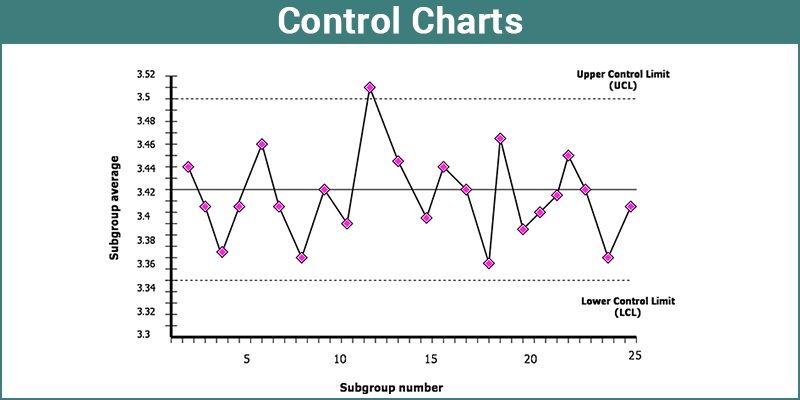 Control Charts
3.52
Upper Control Limit
(UCL)
3.5
3.48
3.46
3.44
3.42
3.4
3.38
3.36
3.34
3.32
3.3
Subgroup average
Lower Control Limit
(LCL)
5
10
15
20
25
Subgroup number